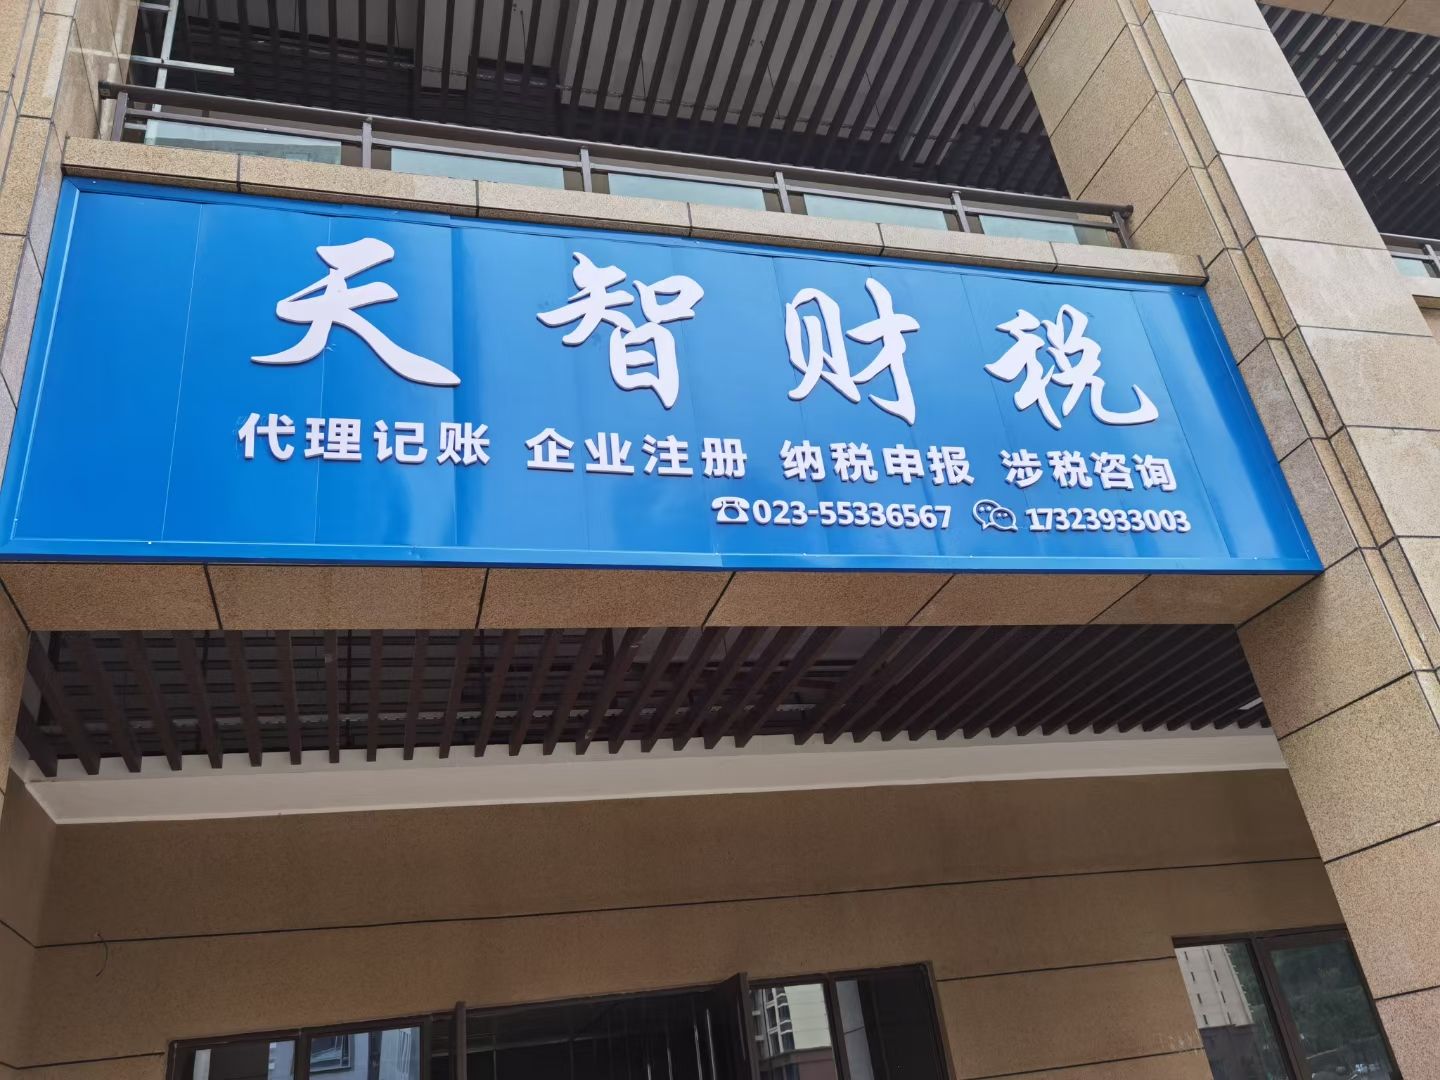 天智财税
代理记账 企业注册 纳税申报 涉税咨询
☎023-55336567 17323933003